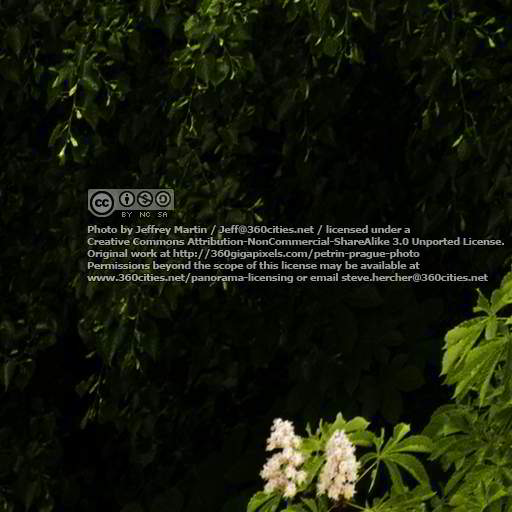 cc
BY NC SA
Photo by Jeffrey Martin / Jeff@360cities.net / licensed under a
Creative Commons Attribution-NonCommercial-ShareAlike 3.0 Unported License.
Original work at http://360gigapixels.com/petrin-prague-photo
Permissions beyond the scope of this license may be available at
www.360cities.net/panorama-licensing or email steve.hercher@360cities.net